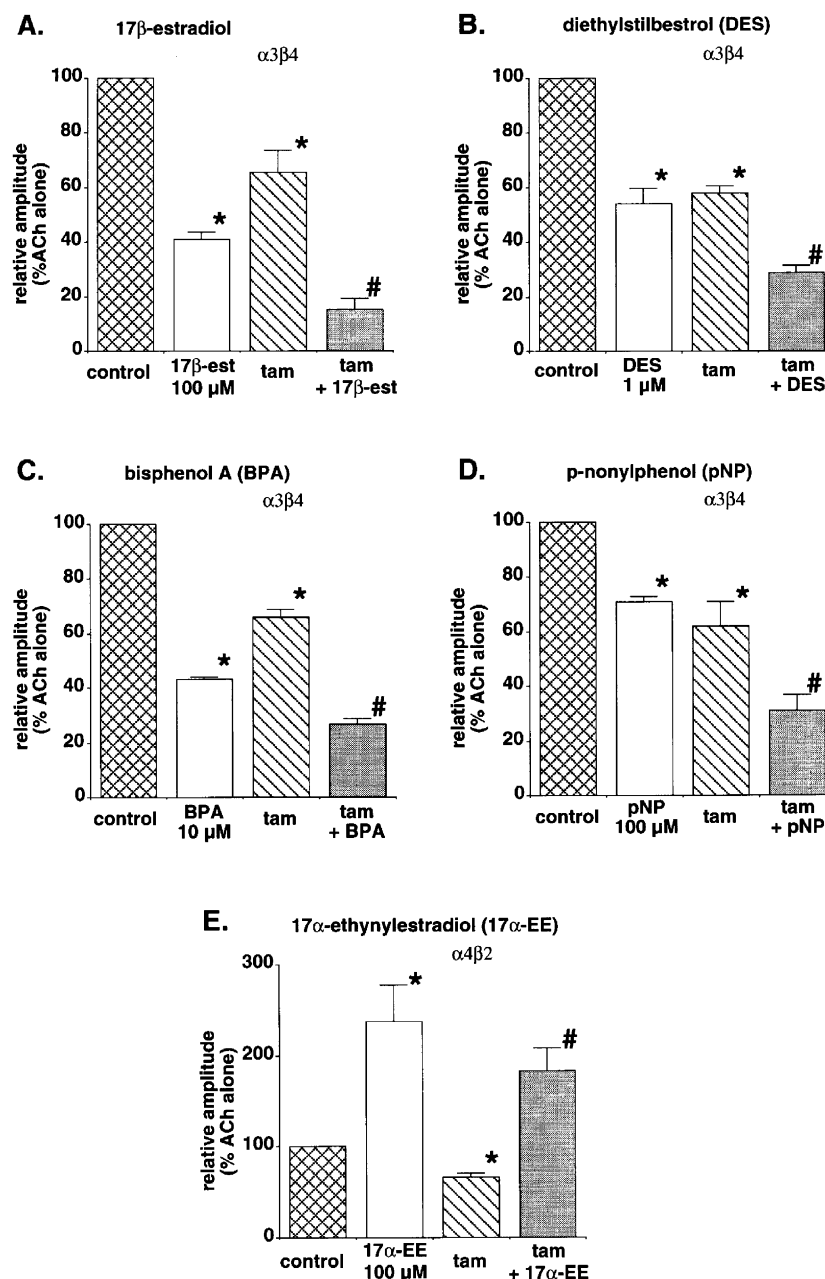 A.
17β-estradiol
α3β4
relative amplitude
(%ACh alone)
100
80
60
40
20
0
*
*
#
control
17β-est
100 μM
tam
tam
+ 17β-est
B.
diethylstilbestrol (DES)
α3β4
relative amplitude
(% ACh alone)
100
80
60
40
20
0
*
*
#
control
DES
1 μM
tam
tam
+ DES
C.
bisphenol A (BPA)
α3β4
relative amplitude
(% ACh alone)
100
80
60
40
20
0
*
*
#
control
BPA
10 μM
tam
tam
+ BPA
D.
p-nonylphenol (pNP)
α3β4
relative amplitude
(% ACh alone)
100
80
60
40
20
0
*
*
#
control
pNP
100 μM
tam
tam
+ pNP
E.
17α-ethynylestradiol (17α-EE)
α4β2
relative amplitude
(% ACh alone)
300
200
100
0
*
*
#
control
17α-EE
100 μM
tam
tam
+ 17α-EE